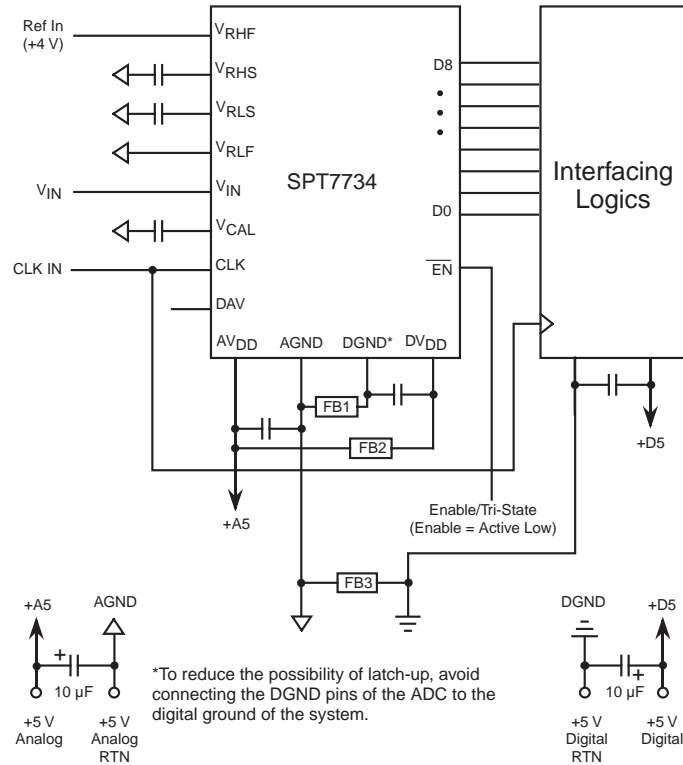 Ref In
(+4 V)
VRHF
VRHS
VRLS
VRLF
VIN
VIN
VCAL
CLK IN
CLK
DAV
AVDD
AGND
DGND*
DVDD
SPT7734
D8
D0
EN
Interfacing
Logics
FB1
FB2
+A5
+D5
Enable/Tri-State
(Enable = Active Low)
FB3
+A5
AGND
+
10 µF
+5 V
Analog
+5 V
Analog
RTN
*To reduce the possibility of latch-up, avoid
connecting the DGND pins of the ADC to the
digital ground of the system.
DGND
+D5
10 µF
+
+5 V
Digital
RTN
+5 V
Digital